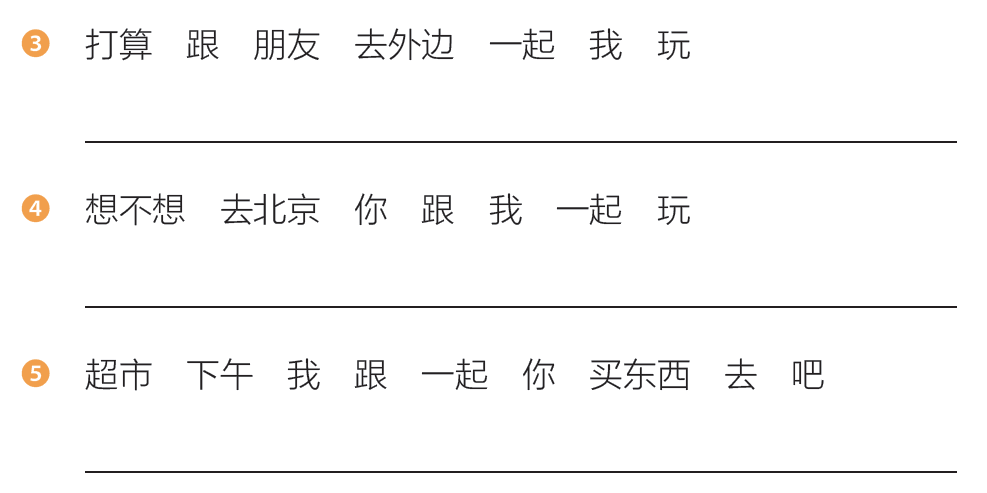 3 打算 跟 朋友 去外边 一起 我 玩
4 想不想 去北京 你 跟 我 一起 玩
5 超市 下午 我 跟 一起 你 买东西 去 吧